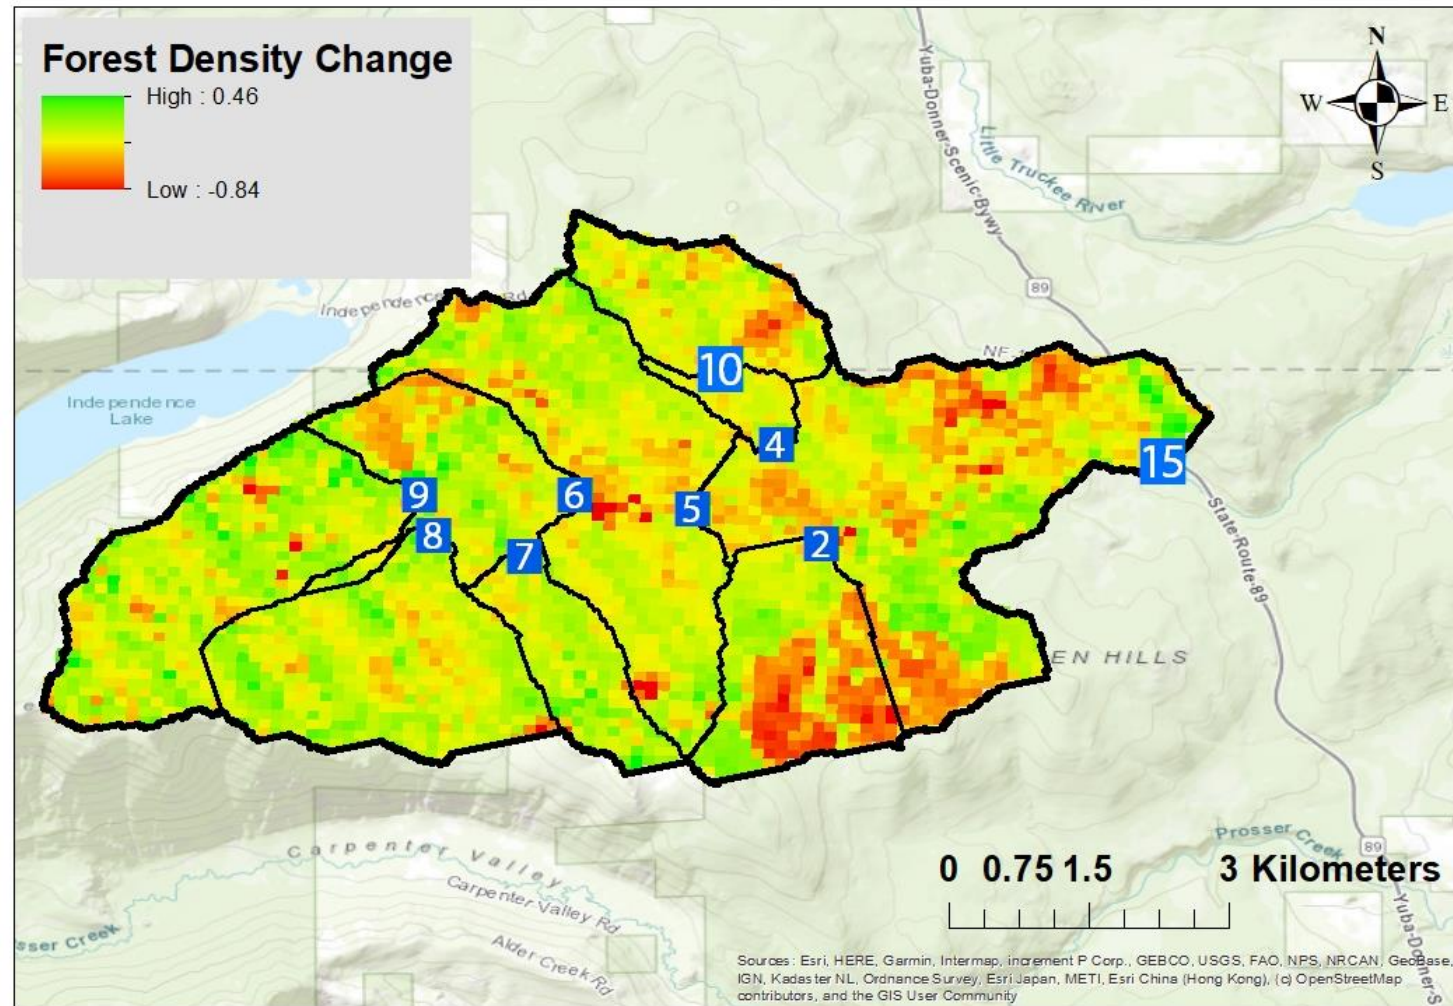 Forest Density Change
High : 0.46
Low : -0.84
N
W E
S
Yuba-Donner-Scenic-Bywy
Little Truckee River
89
Independence
Rd
NF-
Independence
Lake
10
4
15
9
6
5
8
7
2
State-Route-89
EN HILLS
Carpenter Valley
Carpenter Valley Rd
Alder Creek Rd
sser Creek
Prosser Creek
89
Yuba-Donner-S
0 0.75 1.5 3 Kilometers
Sources: Esri, HERE, Garmin, Intermap, increment P Corp., GEBCO, USGS, FAO, NPS, NRCAN, GeoBase,
IGN, Kadaster NL, Ordnance Survey, Esri Japan, METI, Esri China (Hong Kong), (c) OpenStreetMap
contributors, and the GIS User Community